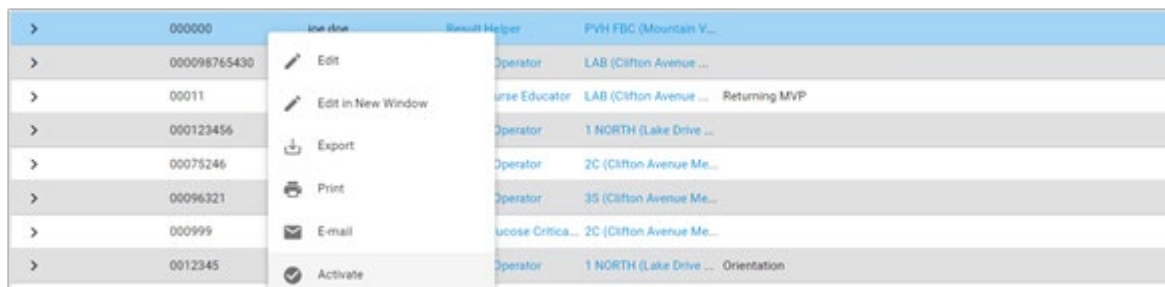 000000 joe doe Result Helper PVH FBC (Mountain V...
Edit
000098765430 Operator LAB (Clifton Avenue ...
Edit in New Window
00011 urse Educator LAB (Clifton Avenue ... Returning MVP
000123456 Operator 1 NORTH (Lake Drive ...
Export
00075246 Operator 2C (Clifton Avenue Me...
Print
00096321 Operator 3S (Clifton Avenue Me...
E-mail
000999 ucose Critica... 2C (Clifton Avenue Me...
0012345 Operator 1 NORTH (Lake Drive ... Orientation
Activate